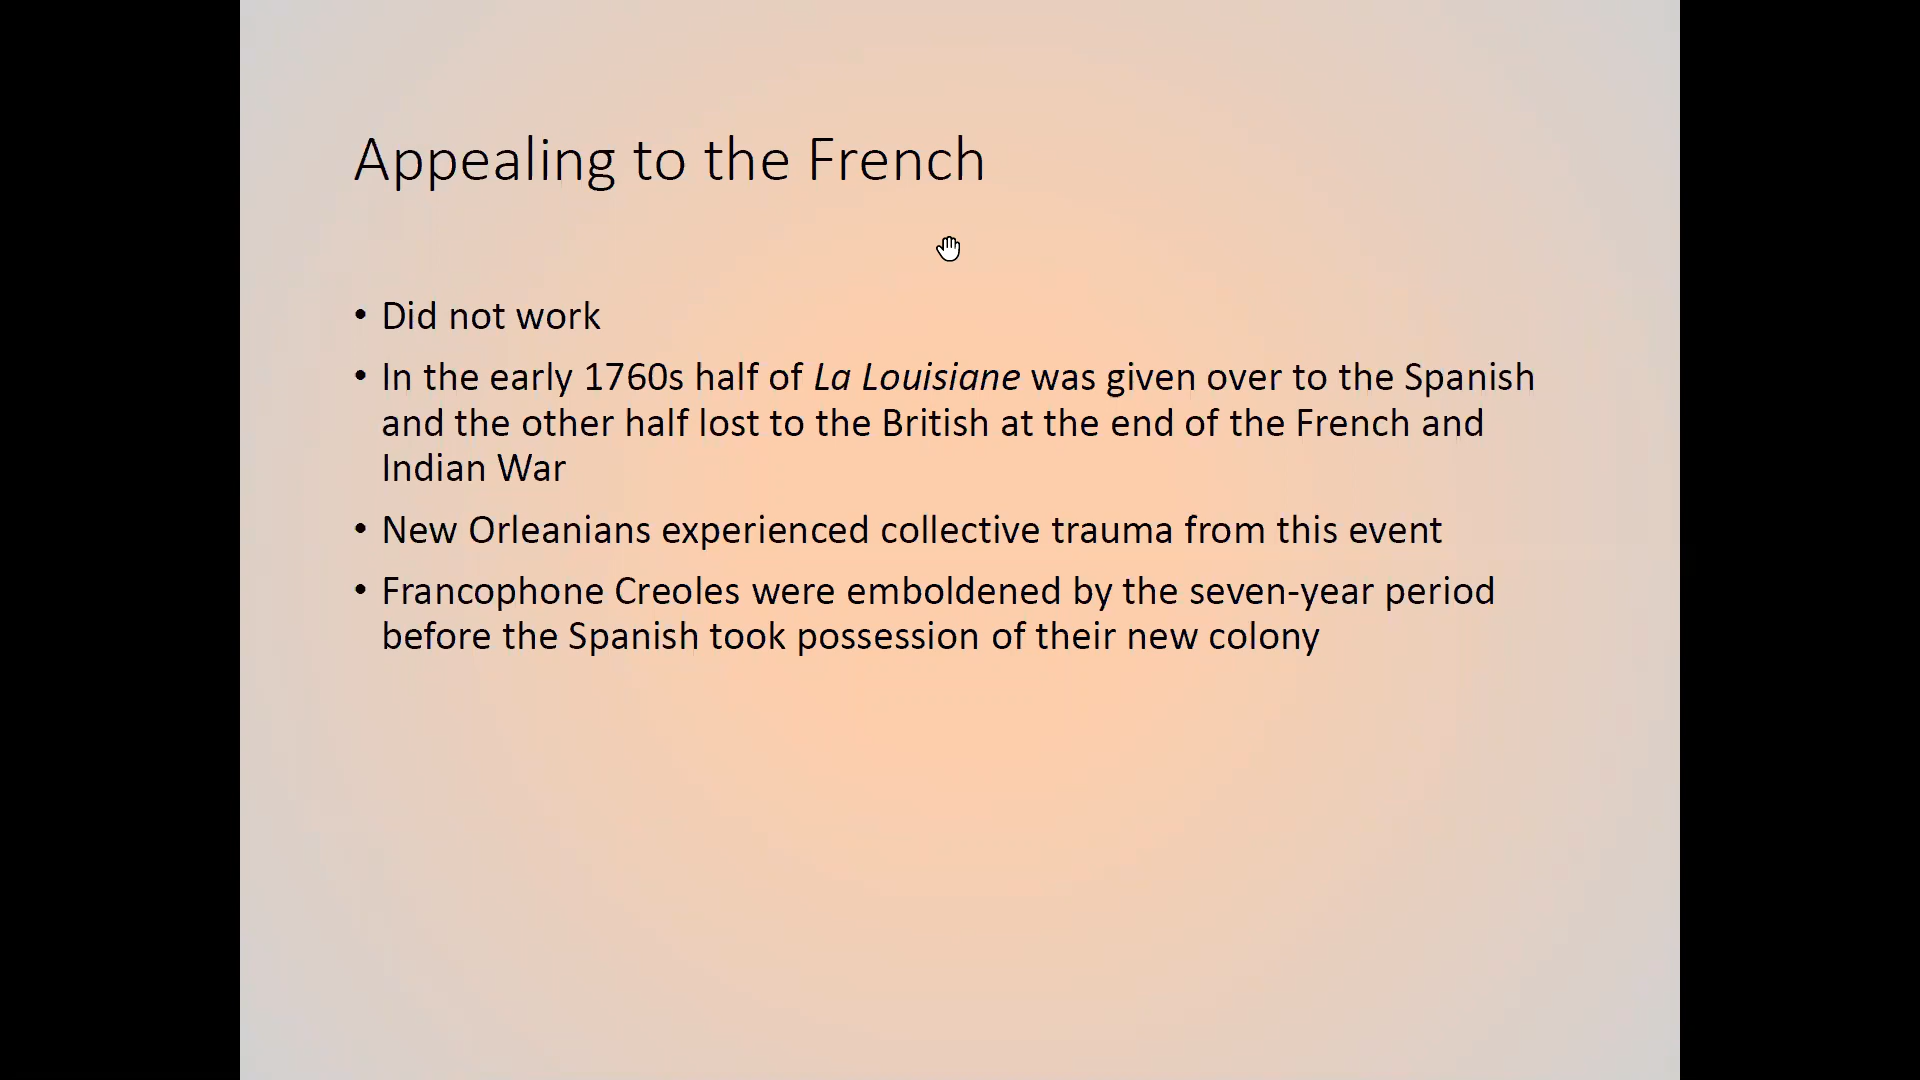 Appealing to the French
• Did not work
• In the early 1760s half of La Louisiane was given over to the Spanish
and the other half lost to the British at the end of the French and
Indian War
• New Orleanians experienced collective trauma from this event
• Francophone Creoles were emboldened by the seven-year period
before the Spanish took possession of their new colony